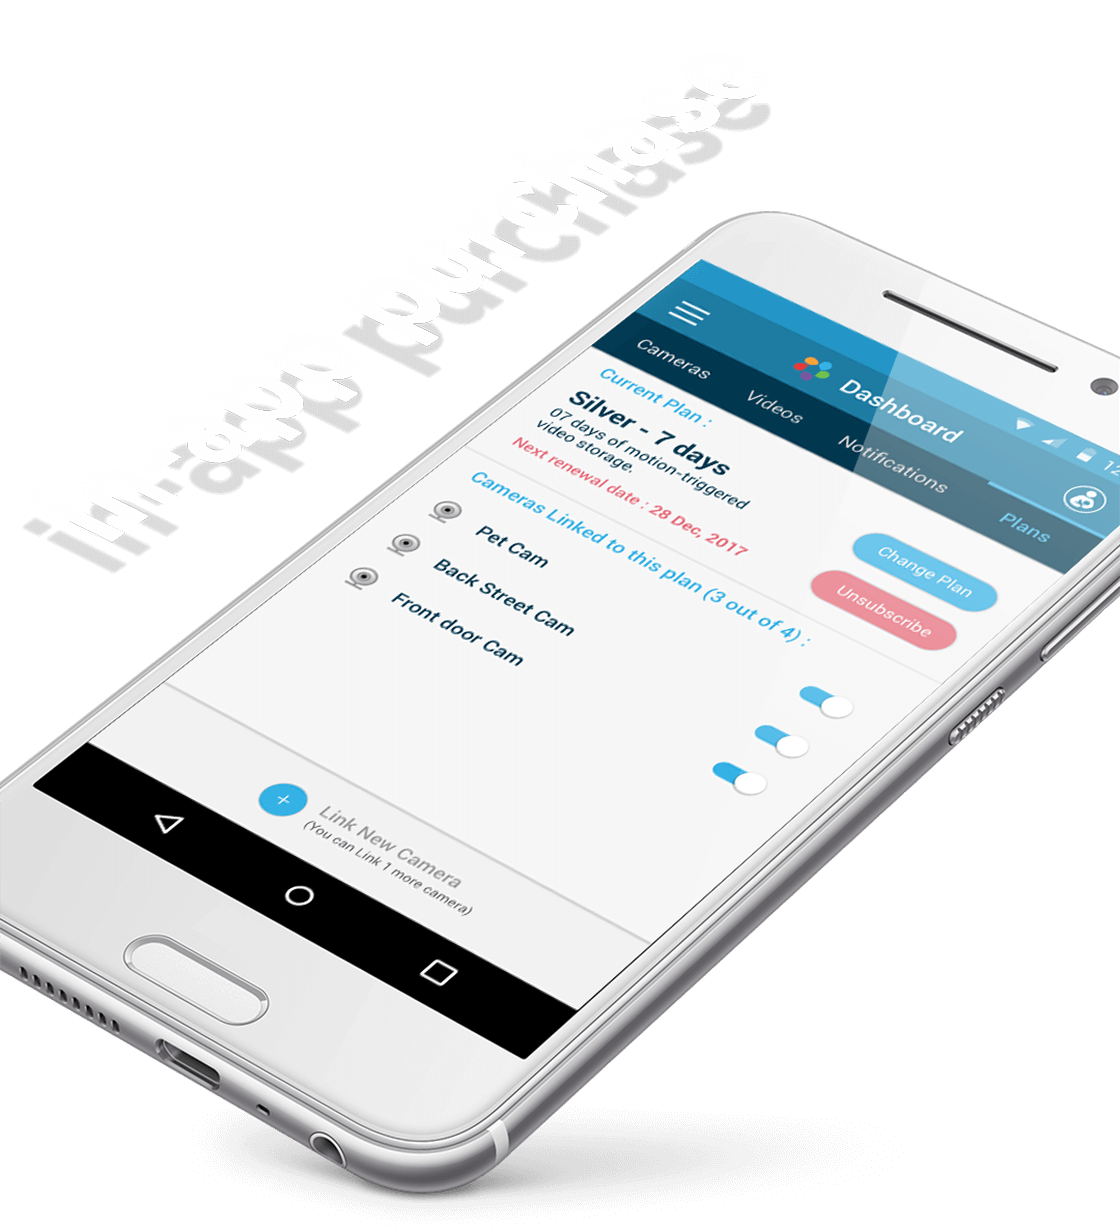 in-app purchase
12
Dashboard
Cameras Videos Notifications Plans
Current Plan :
Silver - 7 days
07 days of motion-triggered
video storage.
Next renewal date : 28 Dec, 2017
Change Plan
Unsubscribe
Cameras Linked to this plan (3 out of 4) :
Pet Cam
Back Street Cam
Front door Cam
Link New Camera
(You can Link 1 more camera)